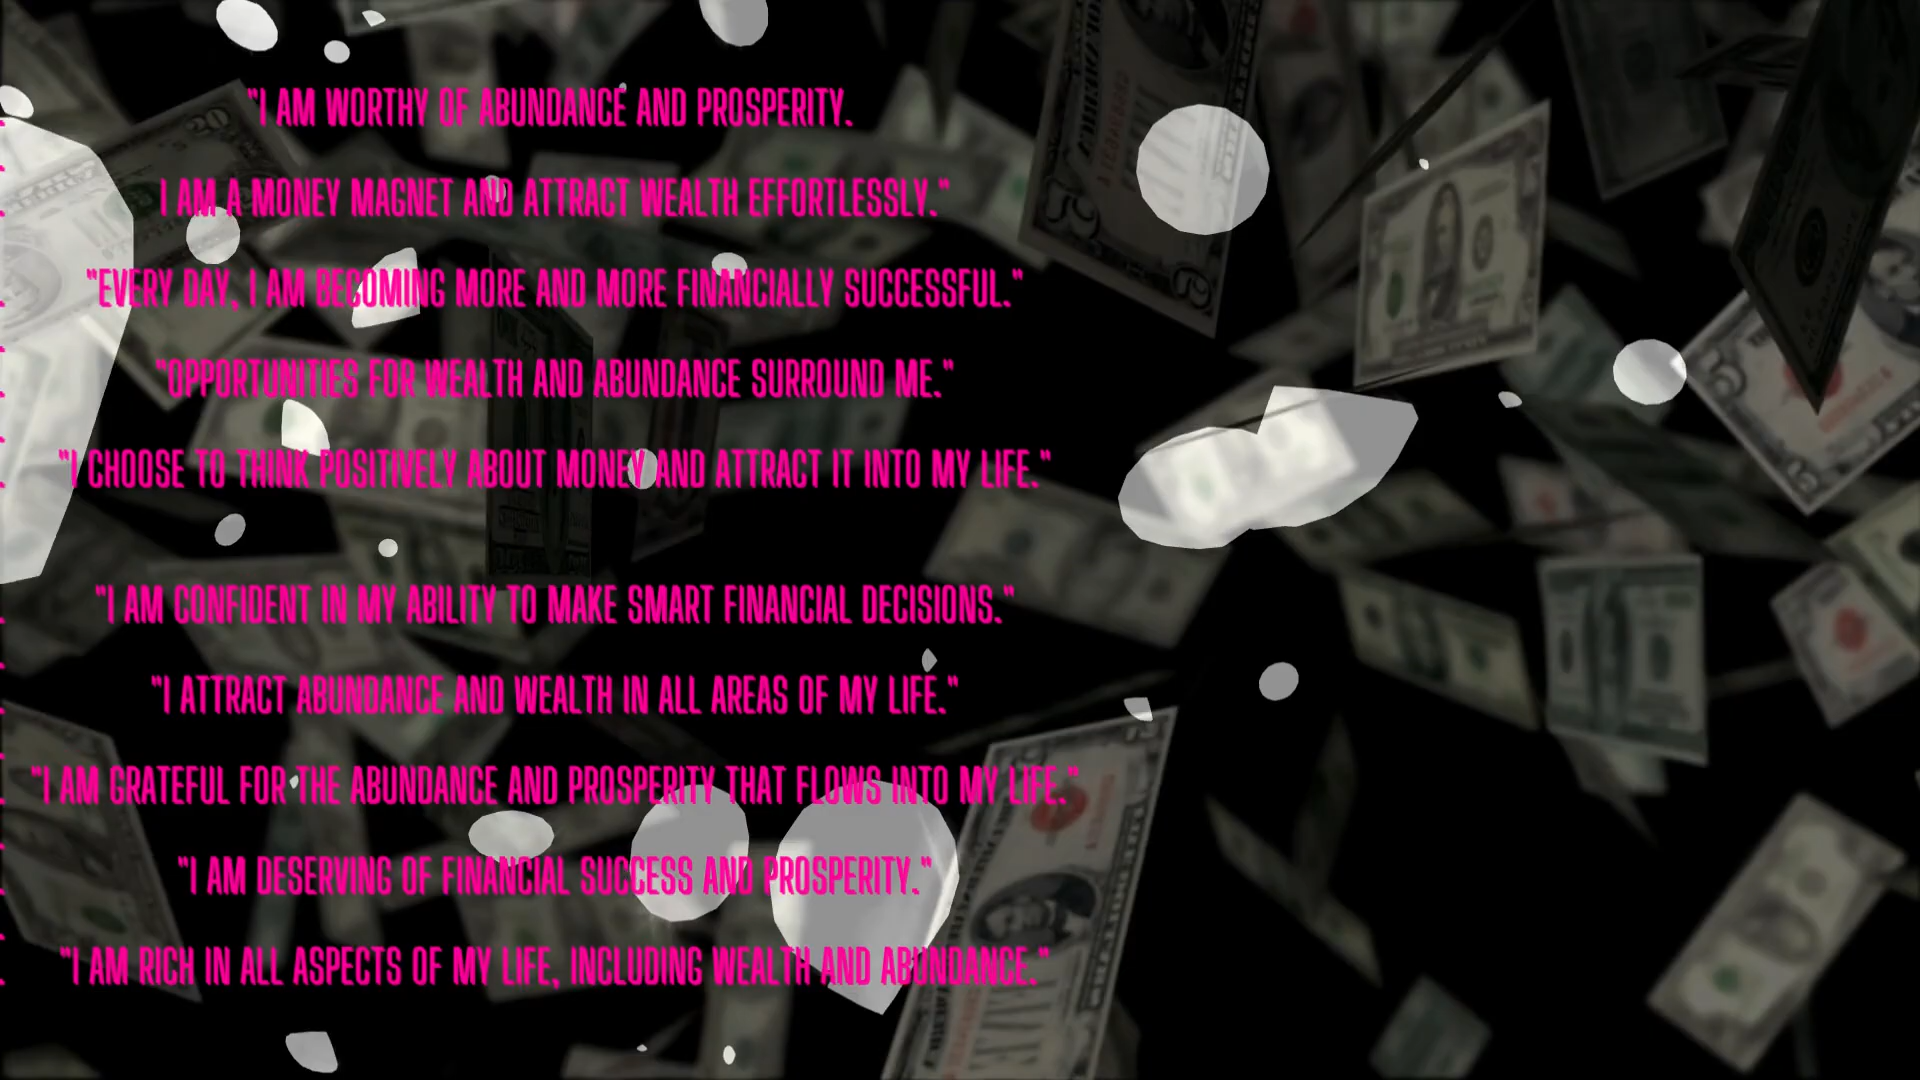 "I AM WORTHY OF ABUNDANCE AND PROSPERITY.
I AM A MONEY MAGNET AND ATTRACT WEALTH EFFORTLESSLY."
"EVERY DAY, I AM BECOMING MORE AND MORE FINANCIALLY SUCCESSFUL."
"OPPORTUNITIES FOR WEALTH AND ABUNDANCE SURROUND ME."
"I CHOOSE TO THINK POSITIVELY ABOUT MONEY AND ATTRACT IT INTO MY LIFE."
"I AM CONFIDENT IN MY ABILITY TO MAKE SMART FINANCIAL DECISIONS."
"I ATTRACT ABUNDANCE AND WEALTH IN ALL AREAS OF MY LIFE."
"I AM GRATEFUL FOR THE ABUNDANCE AND PROSPERITY THAT FLOWS INTO MY LIFE."
"I AM DESERVING OF FINANCIAL SUCCESS AND PROSPERITY."
"I AM RICH IN ALL ASPECTS OF MY LIFE, INCLUDING WEALTH AND ABUNDANCE."